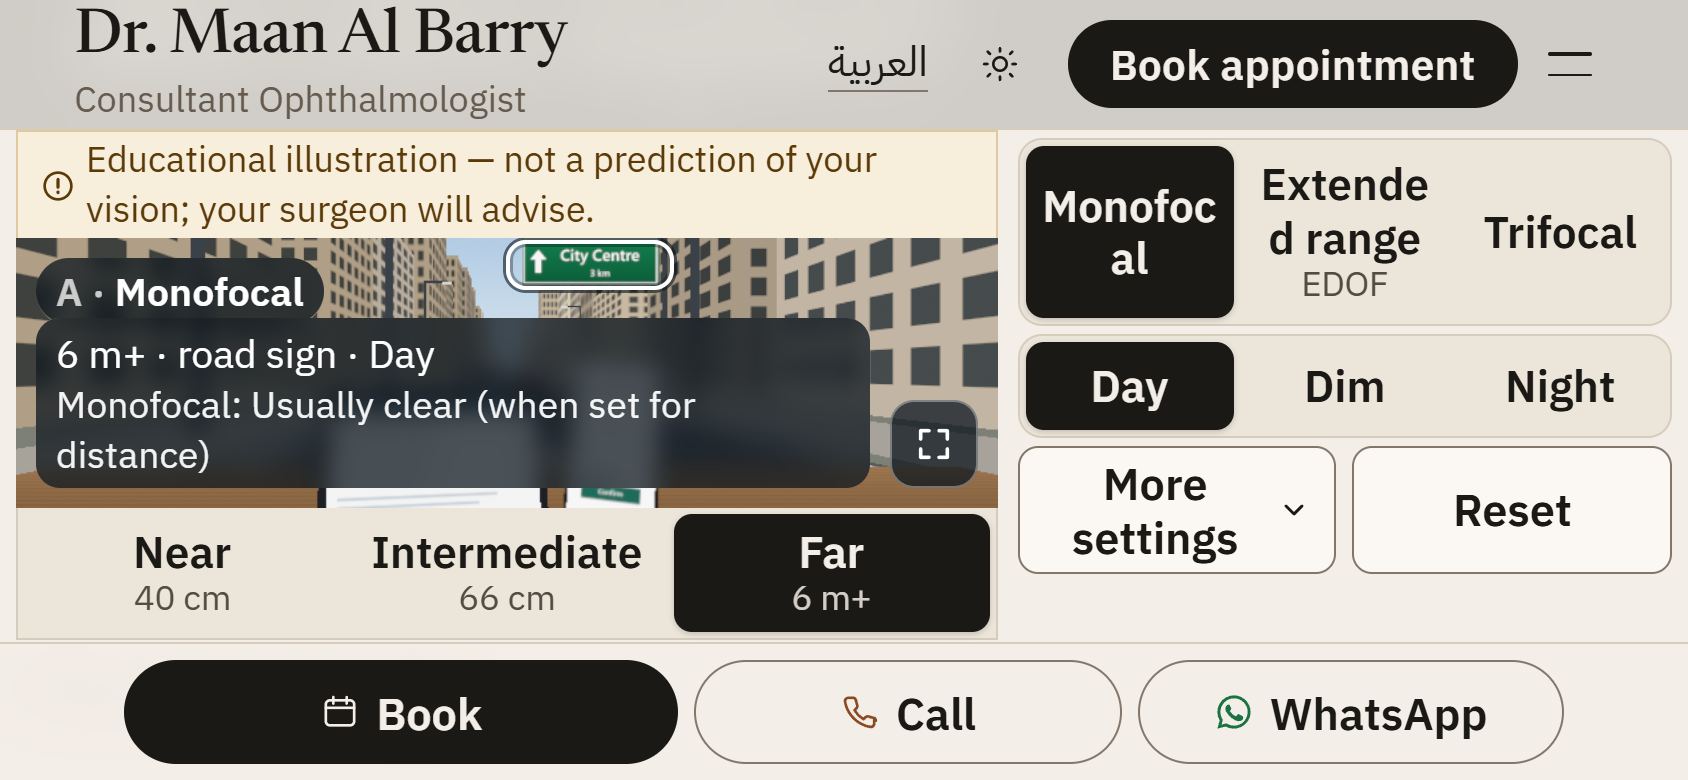 Dr. Maan Al Barry
Consultant Ophthalmologist
العربية
Book appointment
Educational illustration — not a prediction of your
vision; your surgeon will advise.
City Centre
3 km
A · Monofocal
6 m+ · road sign · Day
Monofocal: Usually clear (when set for
distance)
Near
40 cm
Intermediate
66 cm
Far
6 m+
Monofoc
al
Extende
d range
EDOF
Trifocal
Day
Dim
Night
More
settings
Reset
Book
Call
WhatsApp